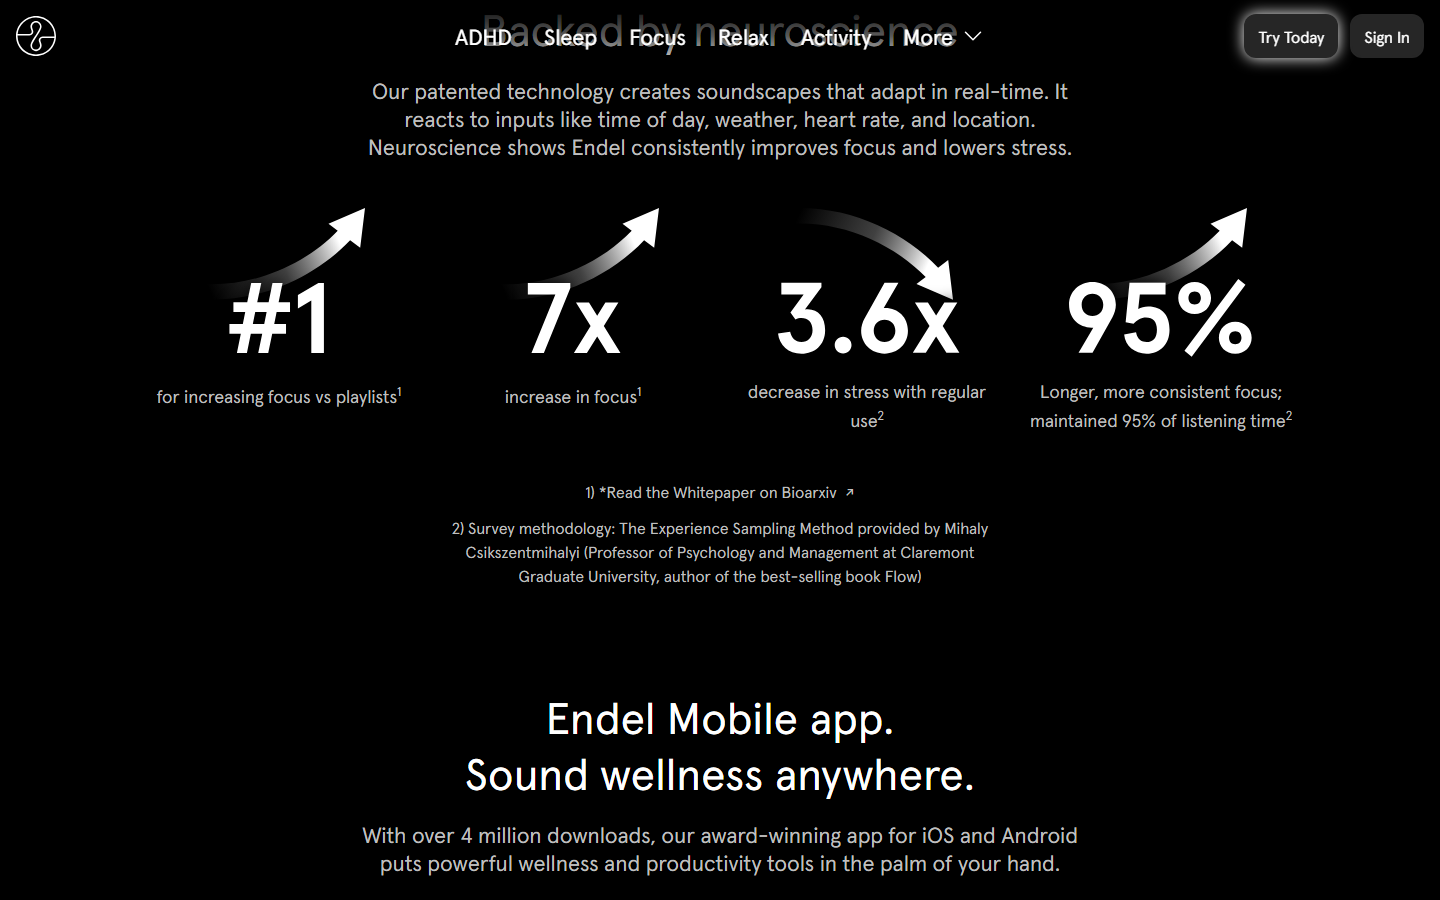 ADHD Sleep Focus Relax Activity More Try Today Sign In
Backed by neuroscience
Our patented technology creates soundscapes that adapt in real-time. It
reacts to inputs like time of day, weather, heart rate, and location.
Neuroscience shows Endel consistently improves focus and lowers stress.
#1
for increasing focus vs playlists1
7x
increase in focus1
3.6x
decrease in stress with regular
use2
95%
Longer, more consistent focus;
maintained 95% of listening time2
1) *Read the Whitepaper on Bioarxiv ↗
2) Survey methodology: The Experience Sampling Method provided by Mihaly
Csikszentmihalyi (Professor of Psychology and Management at Claremont
Graduate University, author of the best-selling book Flow)
Endel Mobile app.
Sound wellness anywhere.
With over 4 million downloads, our award-winning app for iOS and Android
puts powerful wellness and productivity tools in the palm of your hand.